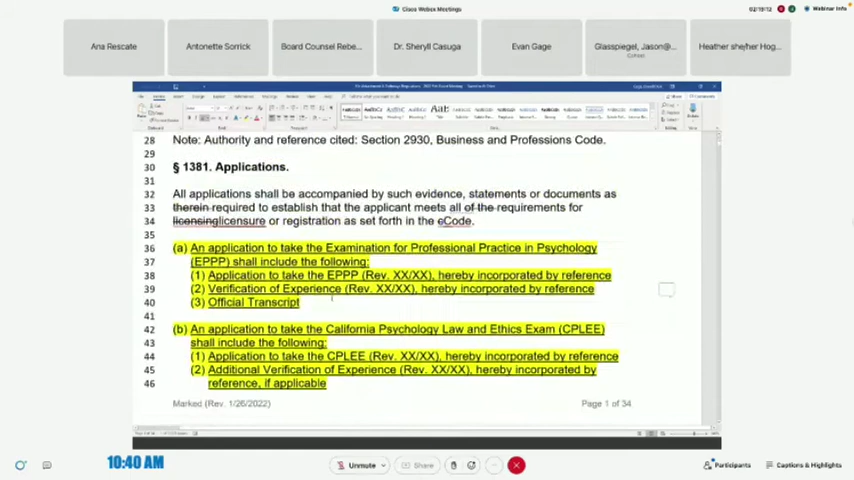 Cisco Webex Meetings
Webinar Info
Ana Rescate
Antonette Sorrick
Board Counsel Rebe...
Dr. Sheryll Casuga
Evan Gage
Glasspiegel, Jason@...
Heather she/her Hog...
28 Note: Authority and reference cited: Section 2930, Business and Professions Code.
29
30 § 1381. Applications.
31
32 All applications shall be accompanied by such evidence, statements or documents as
33 therein required to establish that the applicant meets all of the requirements for
34 licensinglicensure or registration as set forth in the cCode.
35
36 (a) An application to take the Examination for Professional Practice in Psychology
37 (EPPP) shall include the following:
38 (1) Application to take the EPPP (Rev. XX/XX), hereby incorporated by reference
39 (2) Verification of Experience (Rev. XX/XX), hereby incorporated by reference
40 (3) Official Transcript
41
42 (b) An application to take the California Psychology Law and Ethics Exam (CPLEE)
43 shall include the following:
44 (1) Application to take the CPLEE (Rev. XX/XX), hereby incorporated by reference
45 (2) Additional Verification of Experience (Rev. XX/XX), hereby incorporated by
46 reference, if applicable
Marked (Rev. 1/26/2022) Page 1 of 34
10:40 AM
Unmute
Share
Participants
Captions & Highlights